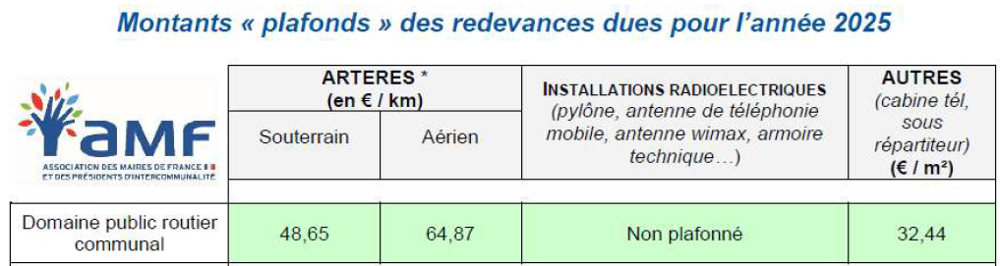 Montants « plafonds » des redevances dues pour l’année 2025
aMF
ASSOCIATION DES MAIRES DE FRANCE
ET DES PRÉSIDENTS D'INTERCOMMUNALITÉ
ARTERES *
(en € / km)
Souterrain
Aérien
INSTALLATIONS RADIOELECTRIQUES
(pylône, antenne de téléphonie
mobile, antenne wimax, armoire
technique…)
AUTRES
(cabine tél,
sous
répartiteur)
(€ / m²)
Domaine public routier
communal
48,65
64,87
Non plafonné
32,44